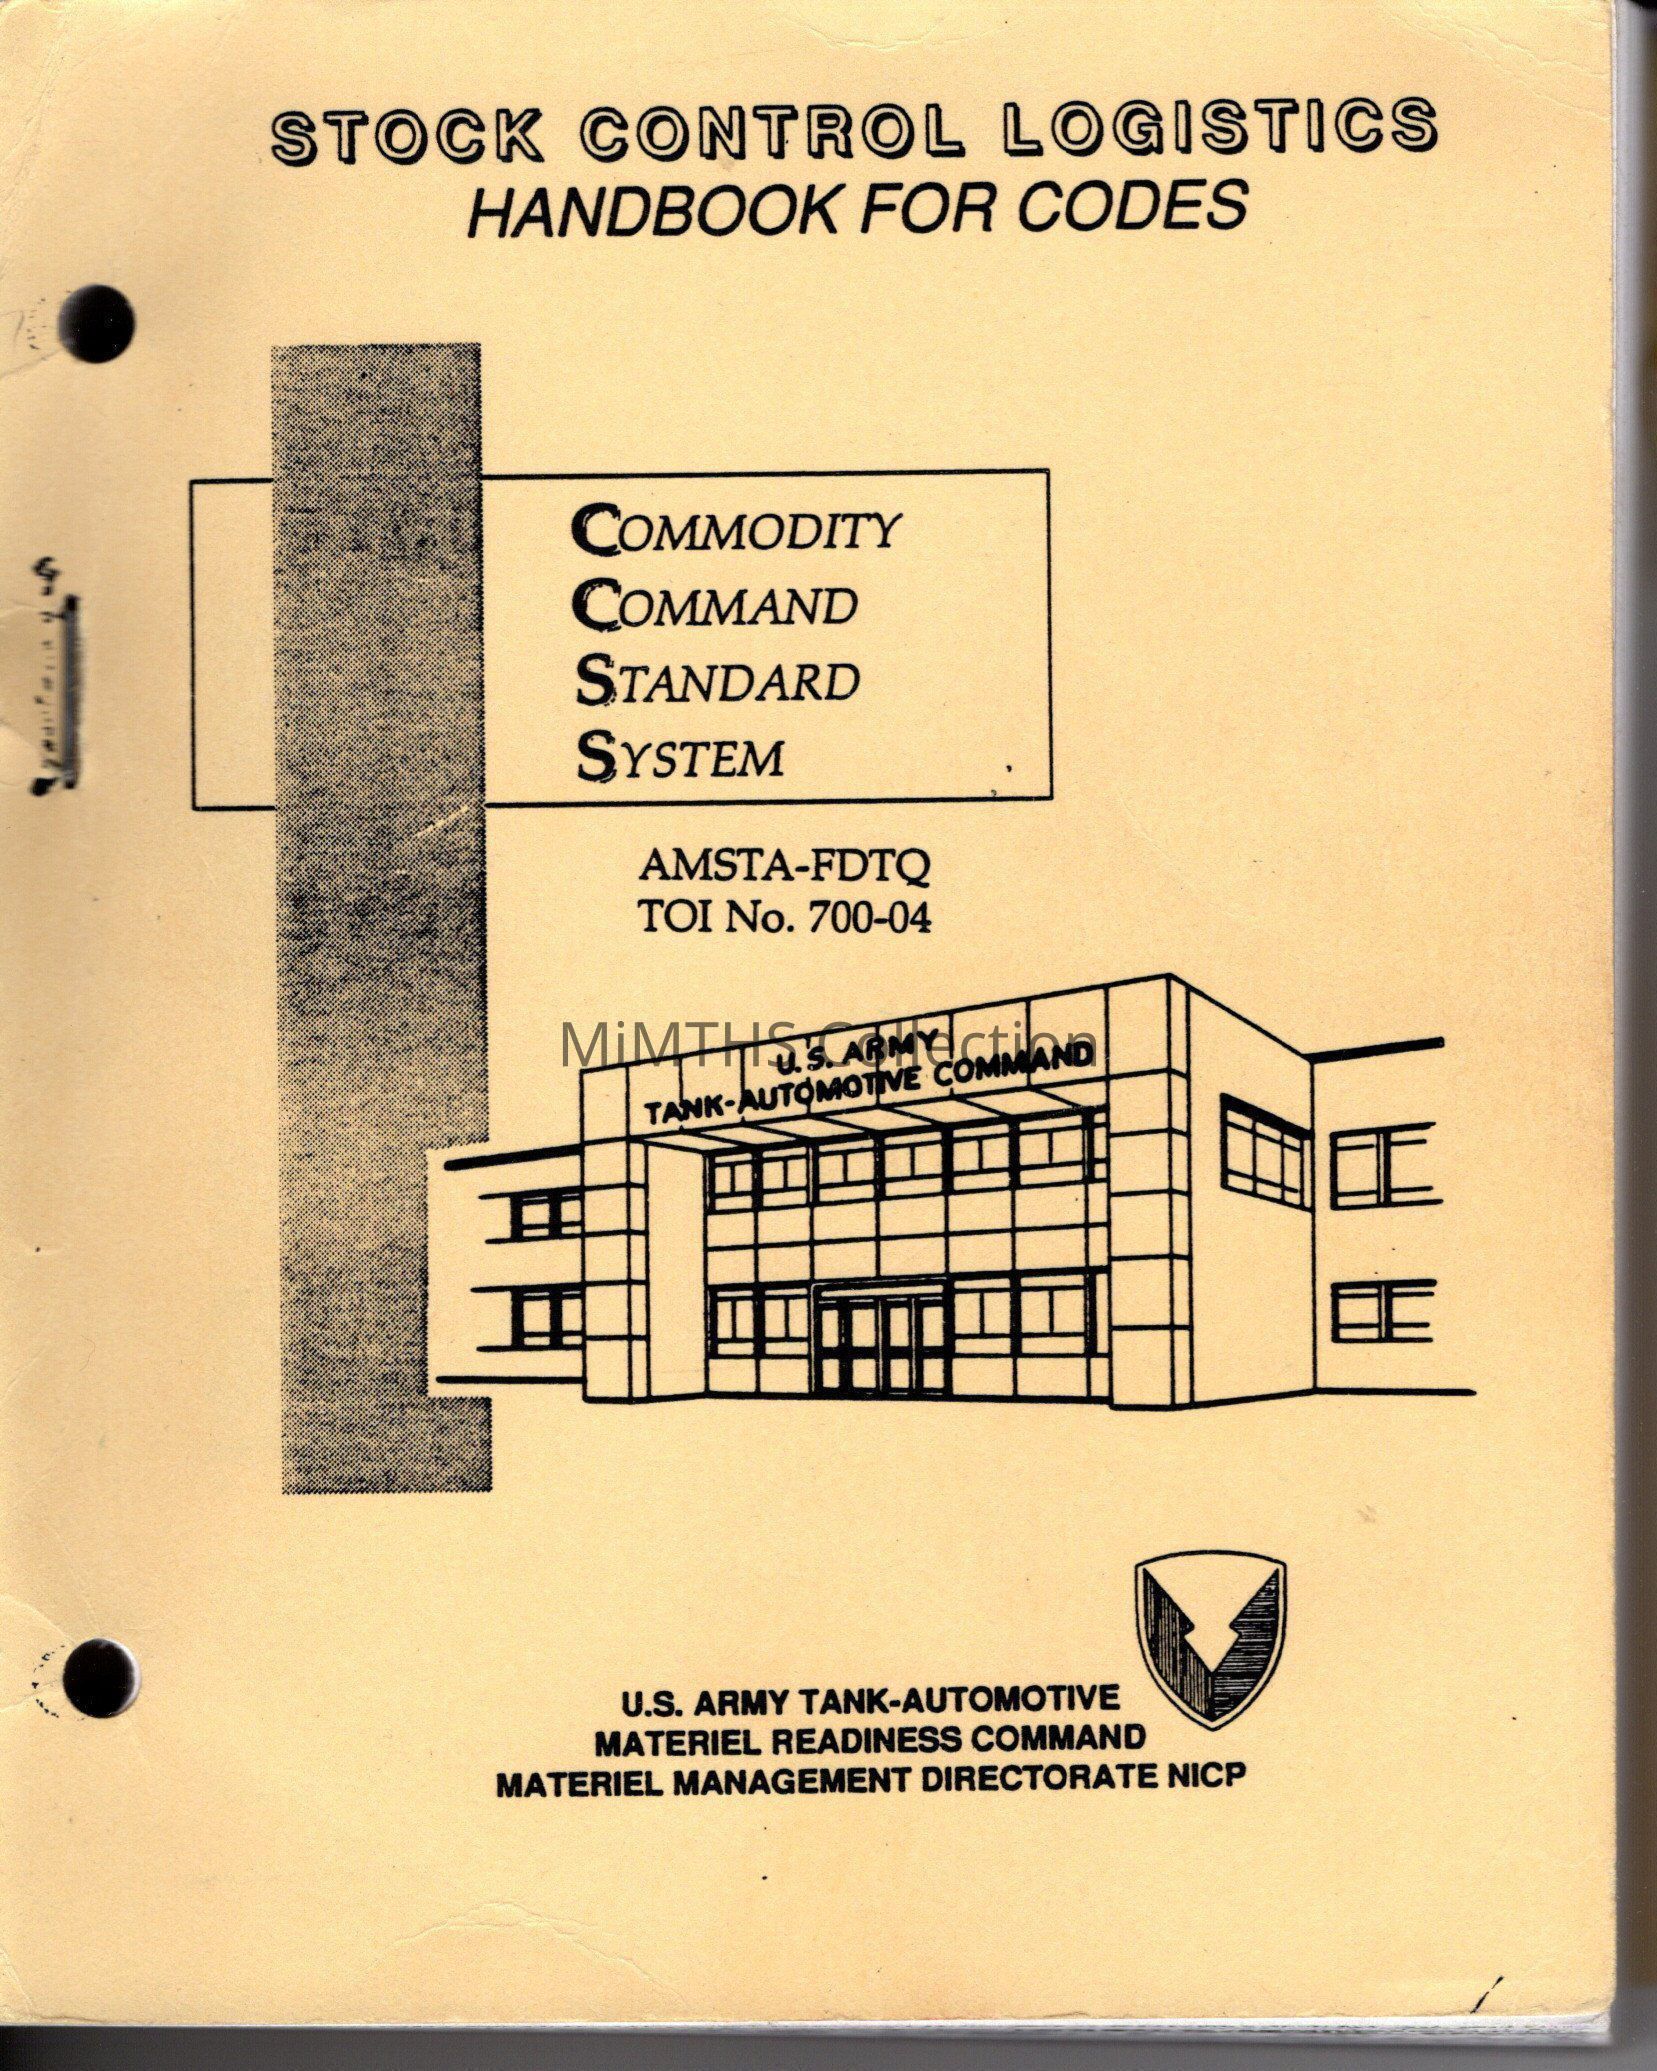 STOCK CONTROL LOGISTICS
HANDBOOK FOR CODES
COMMODITY
COMMAND
STANDARD
SYSTEM
AMSTA-FDTQ
TOI No. 700-04
MiMTHS Collection
U.S. ARMY
TANK-AUTOMOTIVE COMMAND
U.S. ARMY TANK-AUTOMOTIVE
MATERIEL READINESS COMMAND
MATERIEL MANAGEMENT DIRECTORATE NICP